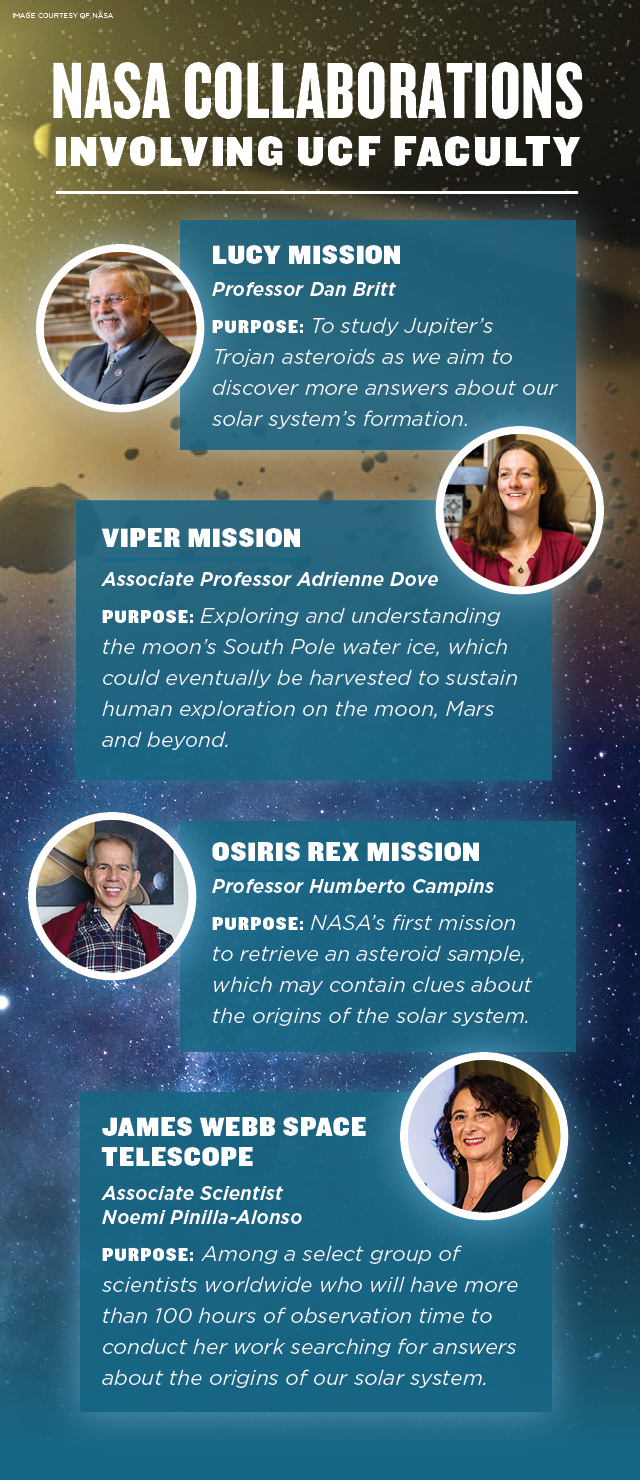 IMAGE COURTESY OF NASA
NASA COLLABORATIONS
INVOLVING UCF FACULTY
LUCY MISSION
Professor Dan Britt
PURPOSE: To study Jupiter's
Trojan asteroids as we aim to
discover more answers about our
solar system's formation.
VIPER MISSION
Associate Professor Adrienne Dove
PURPOSE: Exploring and understanding
the moon's South Pole water ice, which
could eventually be harvested to sustain
human exploration on the moon, Mars
and beyond.
OSIRIS REX MISSION
Professor Humberto Campins
PURPOSE: NASA's first mission
to retrieve an asteroid sample,
which may contain clues about
the origins of the solar system.
JAMES WEBB SPACE
TELESCOPE
Associate Scientist
Noemi Pinilla-Alonso
PURPOSE: Among a select group of
scientists worldwide who will have more
than 100 hours of observation time to
conduct her work searching for answers
about the origins of our solar system.